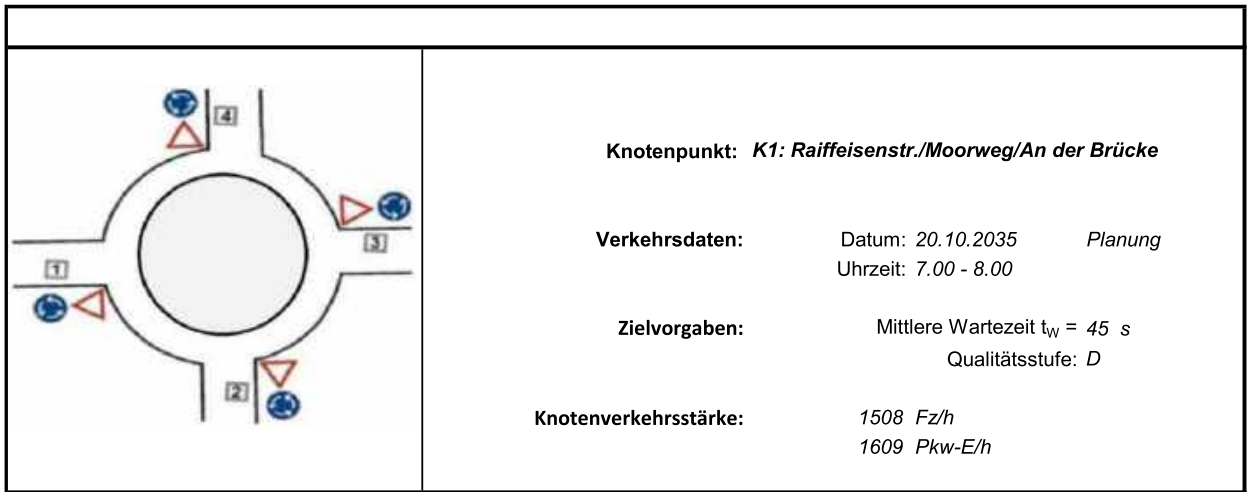 4
3
1
2
Knotenpunkt: K1: Raiffeisenstr./Moorweg/An der Brücke
Verkehrsdaten: Datum: 20.10.2035 Planung
Uhrzeit: 7.00 - 8.00
Zielvorgaben: Mittlere Wartezeit tW = 45 s
Qualitätsstufe: D
Knotenverkehrsstärke: 1508 Fz/h
1609 Pkw-E/h